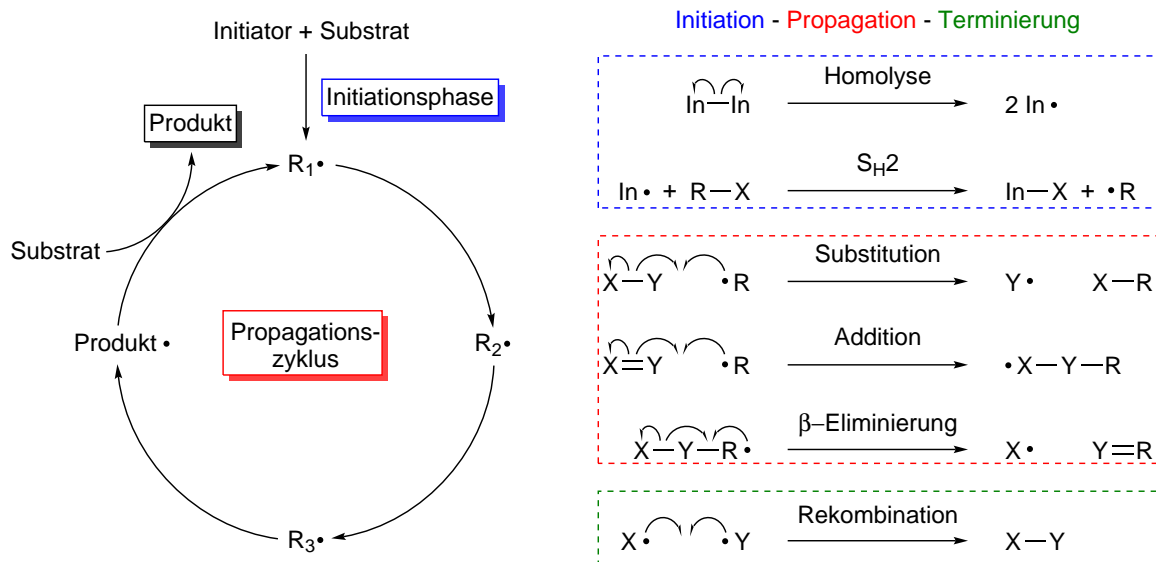 Initiator + Substrat
Initiationsphase
Produkt
R1•
Substrat
Propagations-
zyklus
Produkt •
R2•
R3•
Initiation - Propagation - Terminierung
Homolyse
In—In
2 In •
SH2
In • + R—X
In—X + •R
Substitution
X—Y •R
Y • X—R
Addition
X=Y •R
•X—Y—R
β–Eliminierung
X—Y—R•
X• Y=R
Rekombination
X• •Y
X—Y